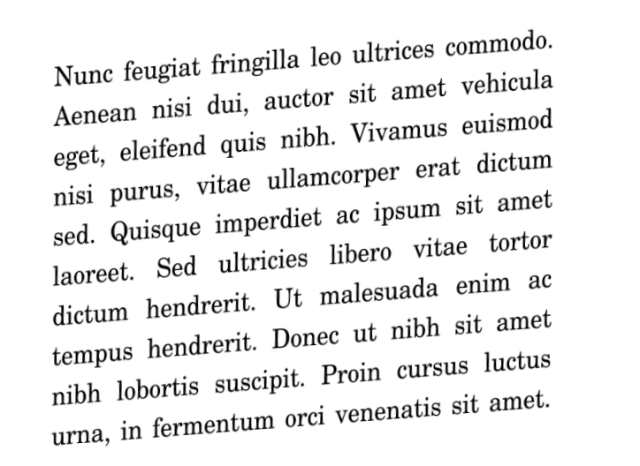 Nunc feugiat fringilla leo ultrices commodo.
Aenean nisi dui, auctor sit amet vehicula
eget, eleifend quis nibh. Vivamus euismod
nisi purus, vitae ullamcorper erat dictum
sed. Quisque imperdiet ac ipsum sit amet
laoreet. Sed ultricies libero vitae tortor
dictum hendrerit. Ut malesuada enim ac
tempus hendrerit. Donec ut nibh sit amet
nibh lobortis suscipit. Proin cursus luctus
urna, in fermentum orci venenatis sit amet.